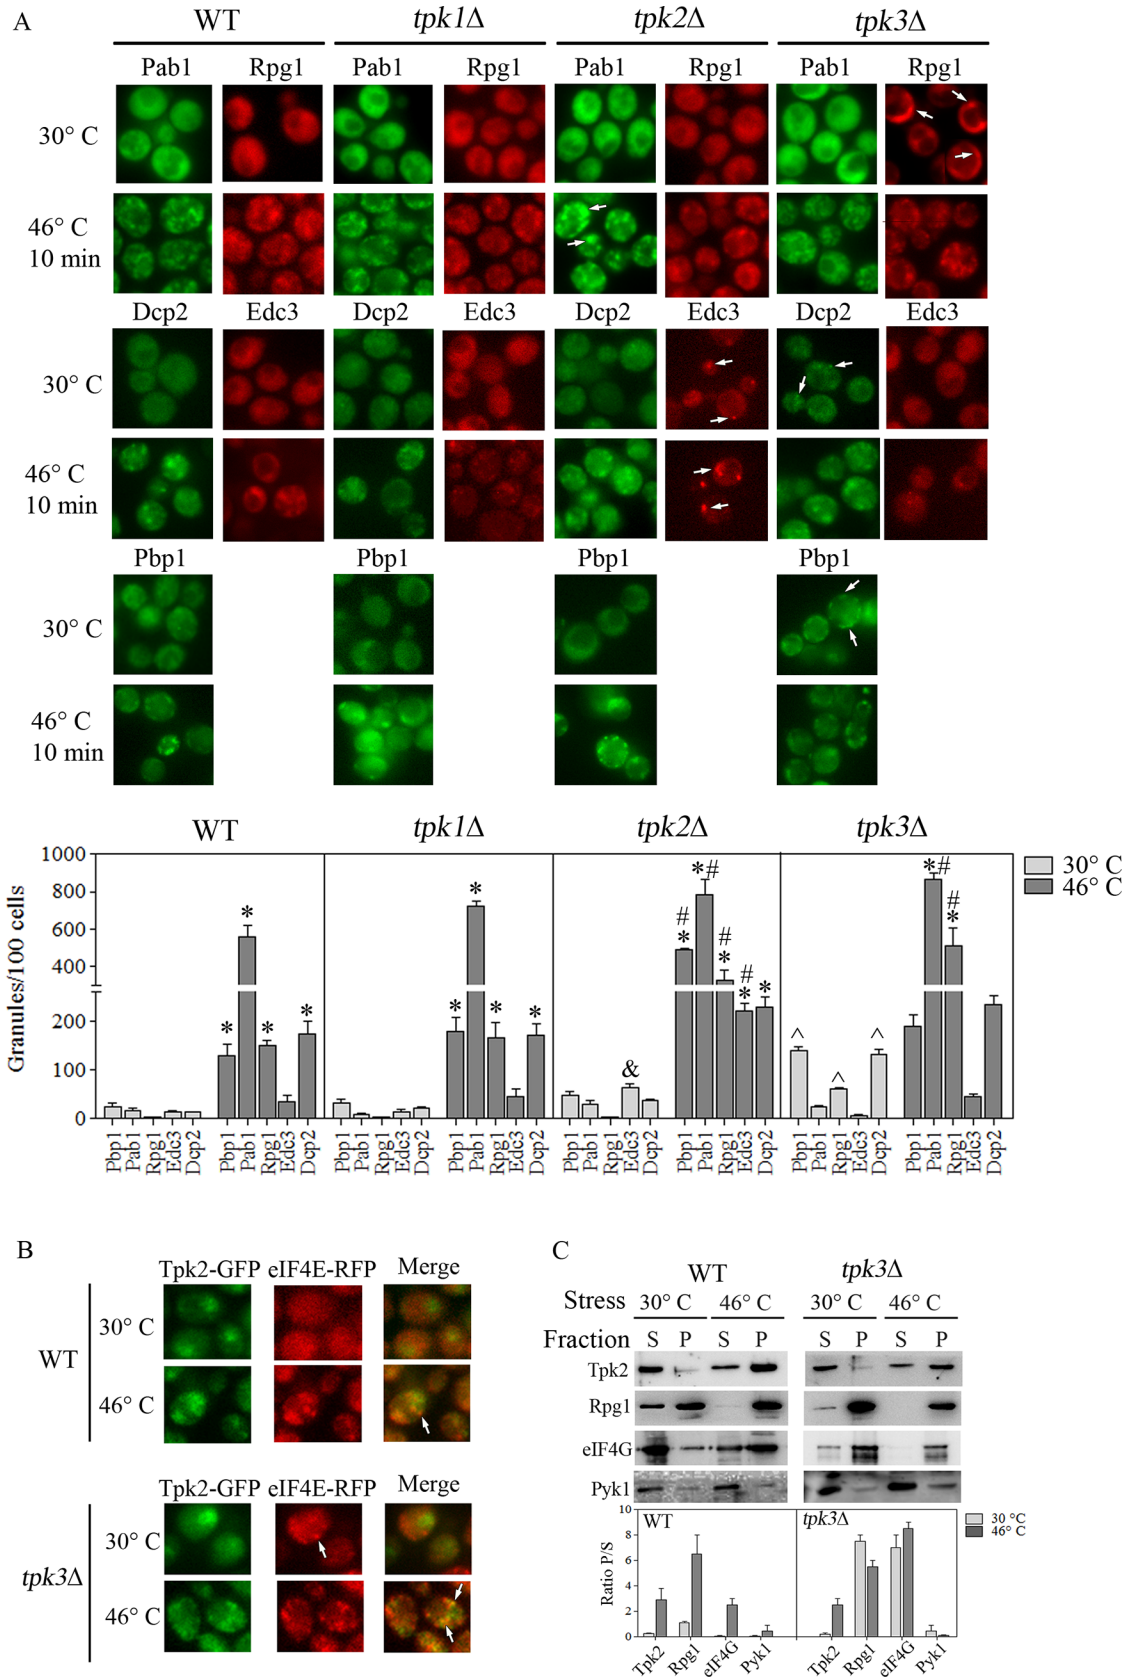 A
WT tpk1Δ tpk2Δ tpk3Δ
Pab1 Rpg1 Pab1 Rpg1 Pab1 Rpg1 Pab1 Rpg1
30° C
46° C
10 min
Dcp2 Edc3 Dcp2 Edc3 Dcp2 Edc3 Dcp2 Edc3
30° C
46° C
10 min
Pbp1 Pbp1 Pbp1 Pbp1
30° C
46° C
10 min
WT tpk1Δ tpk2Δ tpk3Δ
Granules/100 cells
1000
800
600
400
200
100
0
* * * *
* * * *
& #* *# #* #* *
^ ^ ^ *# #*
30° C
46° C
Pbp1 Pab1 Rpg1 Edc3 Dcp2 Pbp1 Pab1 Rpg1 Edc3 Dcp2 Pbp1 Pab1 Rpg1 Edc3 Dcp2 Pbp1 Pab1 Rpg1 Edc3 Dcp2 Pbp1 Pab1 Rpg1 Edc3 Dcp2 Pbp1 Pab1 Rpg1 Edc3 Dcp2 Pbp1 Pab1 Rpg1 Edc3 Dcp2 Pbp1 Pab1 Rpg1 Edc3 Dcp2
B
Tpk2-GFP eIF4E-RFP Merge
WT
30° C
46° C
Tpk2-GFP eIF4E-RFP Merge
tpk3Δ
30° C
46° C
C
WT tpk3Δ
Stress 30° C 46° C 30° C 46° C
Fraction S P S P S P S P
Tpk2
Rpg1
eIF4G
Pyk1
Ratio P/S
10
8
6
4
2
0
WT tpk3Δ
30 °C
46° C
Tpk2 Rpg1 eIF4G Pyk1 Tpk2 Rpg1 eIF4G Pyk1